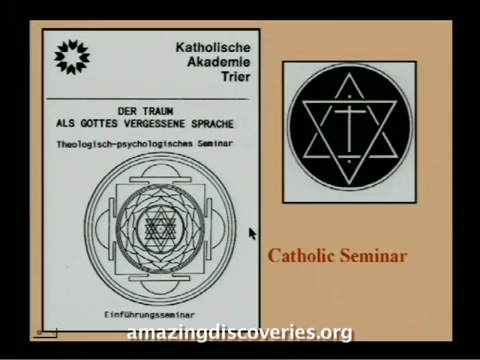 Katholische
Akademie
Trier
DER TRAUM
ALS GOTTES VERGESSENE SPRACHE
Theologisch-psychologisches Seminar
Einführungsseminar
Catholic Seminar
amazingdiscoveries.org